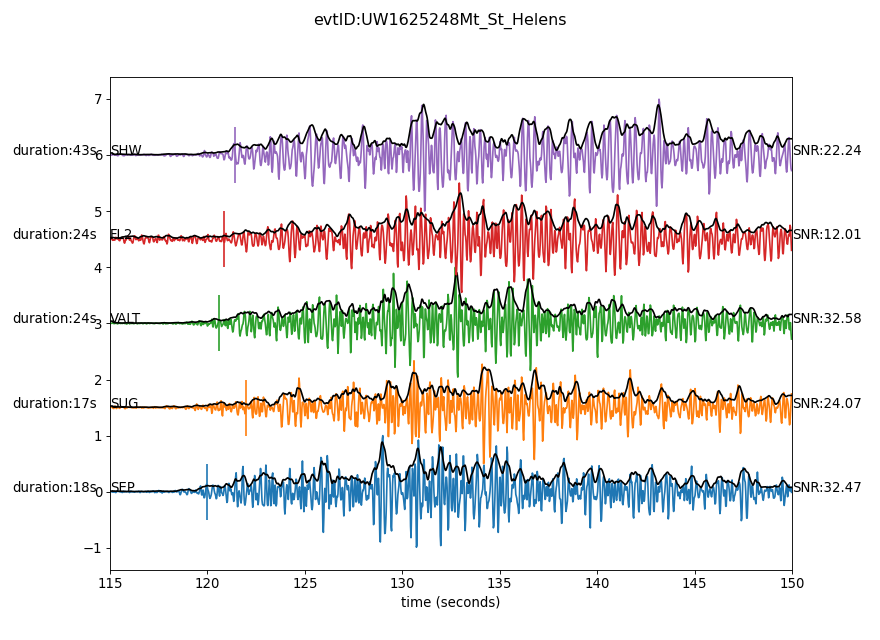 evtID:UW1625248Mt_St_Helens
7
duration:43s
6
SHW
SNR:22.24
5
duration:24s
EL2
SNR:12.01
4
duration:24s
3
VALT
SNR:32.58
2
duration:17s
SUG
SNR:24.07
1
duration:18s
0
SEP
SNR:32.47
−1
115 120 125 130 135 140 145 150
time (seconds)